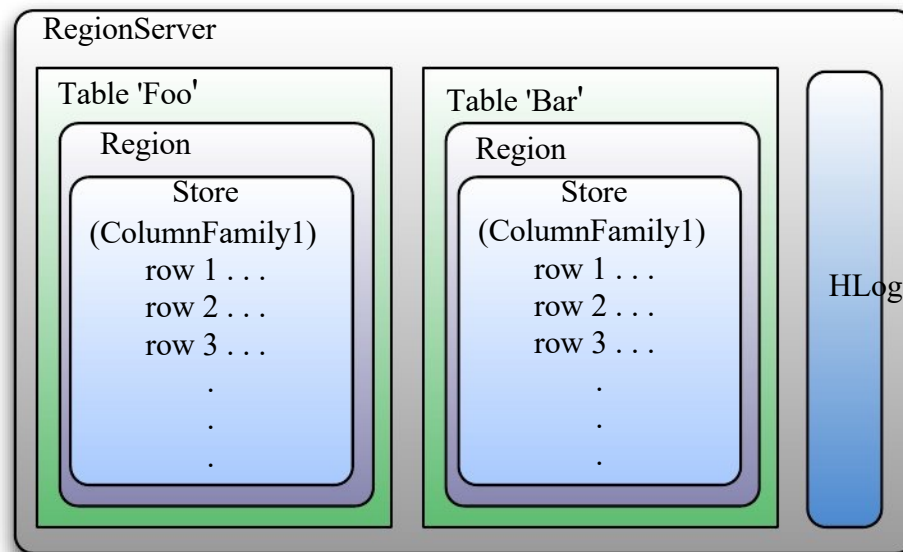 RegionServer
Table 'Foo'
Region
Store
(ColumnFamily1)
row 1 . . .
row 2 . . .
row 3 . . .
.
.
.
Table 'Bar'
Region
Store
(ColumnFamily1)
row 1 . . .
row 2 . . .
row 3 . . .
.
.
.
HLog